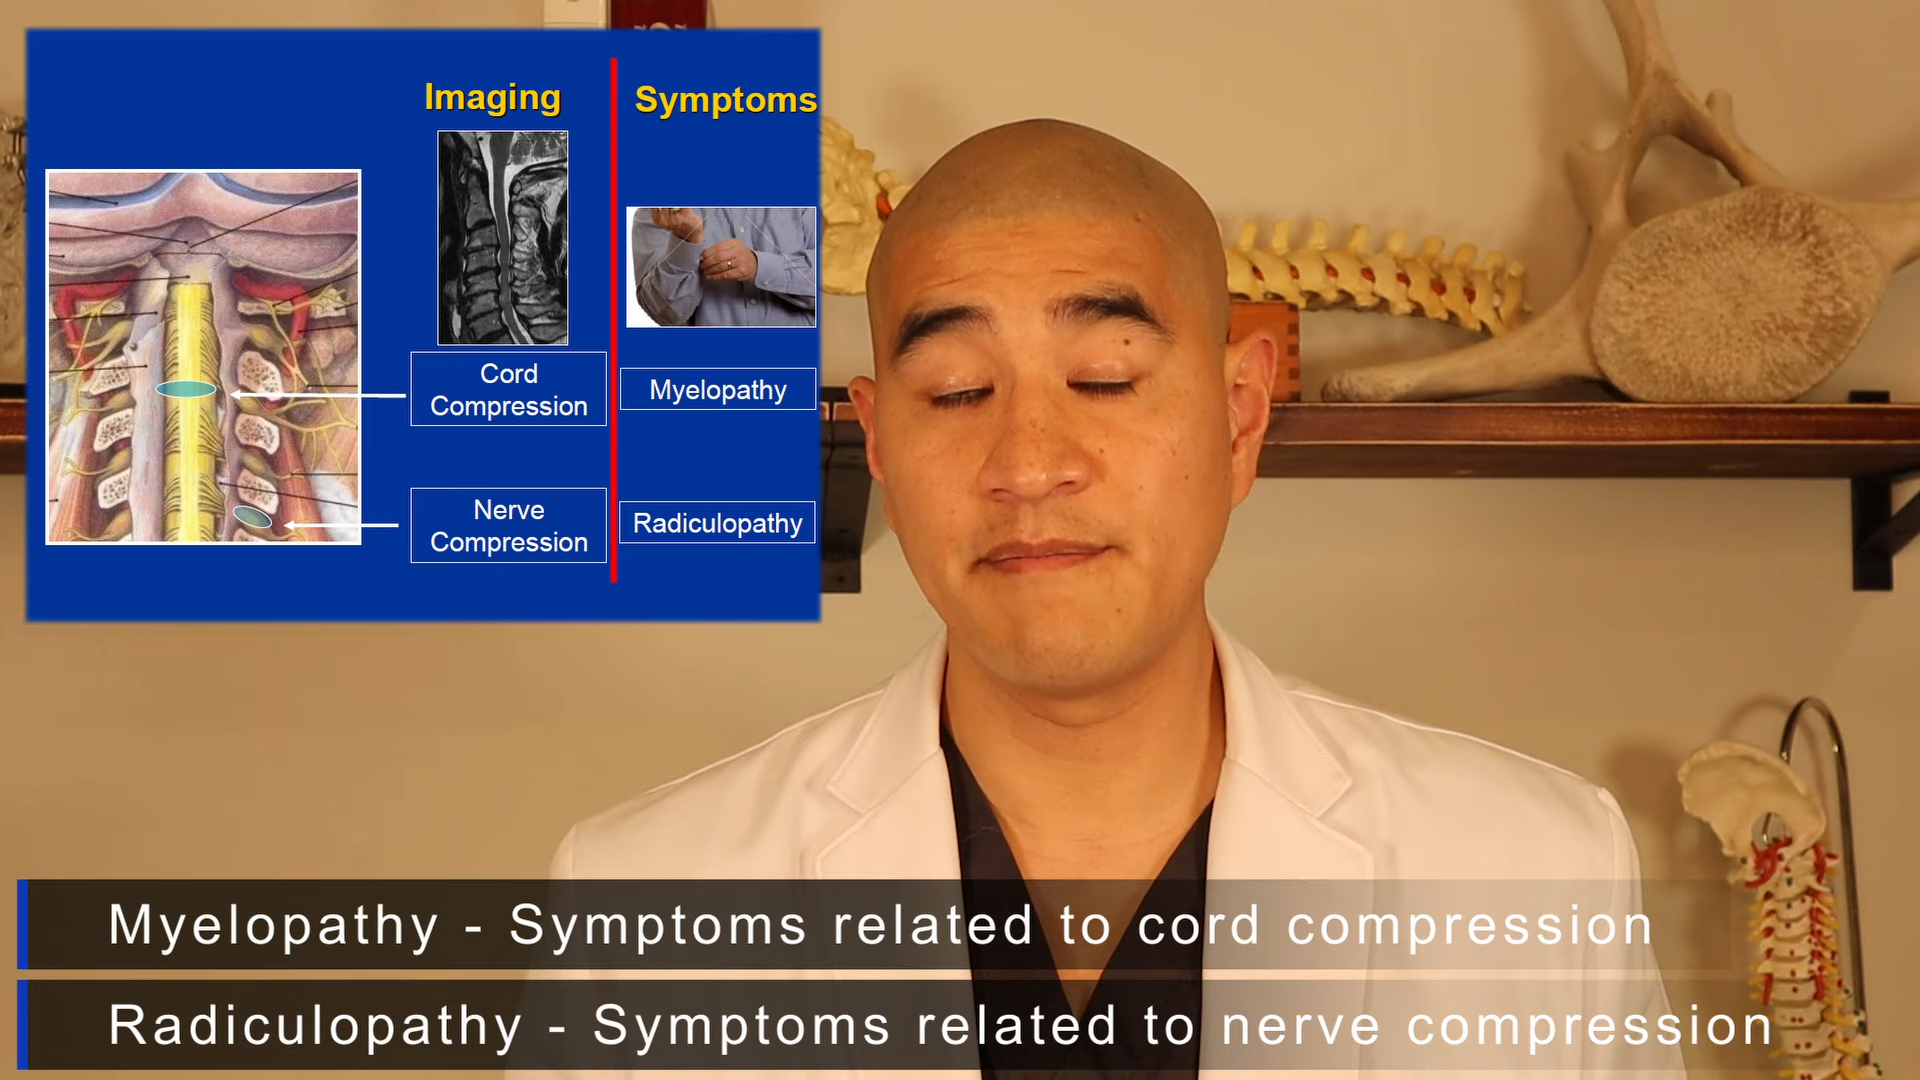 Imaging
Symptoms
Cord
Compression
Myelopathy
Nerve
Compression
Radiculopathy
Myelopathy - Symptoms related to cord compression
Radiculopathy - Symptoms related to nerve compression